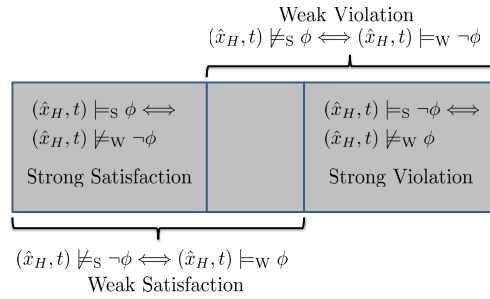 Weak Violation
(x̂_H, t) ⊭_S ϕ ⟺ (x̂_H, t) ⊨_W ¬ϕ
(x̂_H, t) ⊨_S ϕ ⟺
(x̂_H, t) ⊭_W ¬ϕ
Strong Satisfaction
(x̂_H, t) ⊨_S ¬ϕ ⟺
(x̂_H, t) ⊭_W ϕ
Strong Violation
(x̂_H, t) ⊭_S ¬ϕ ⟺ (x̂_H, t) ⊨_W ϕ
Weak Satisfaction